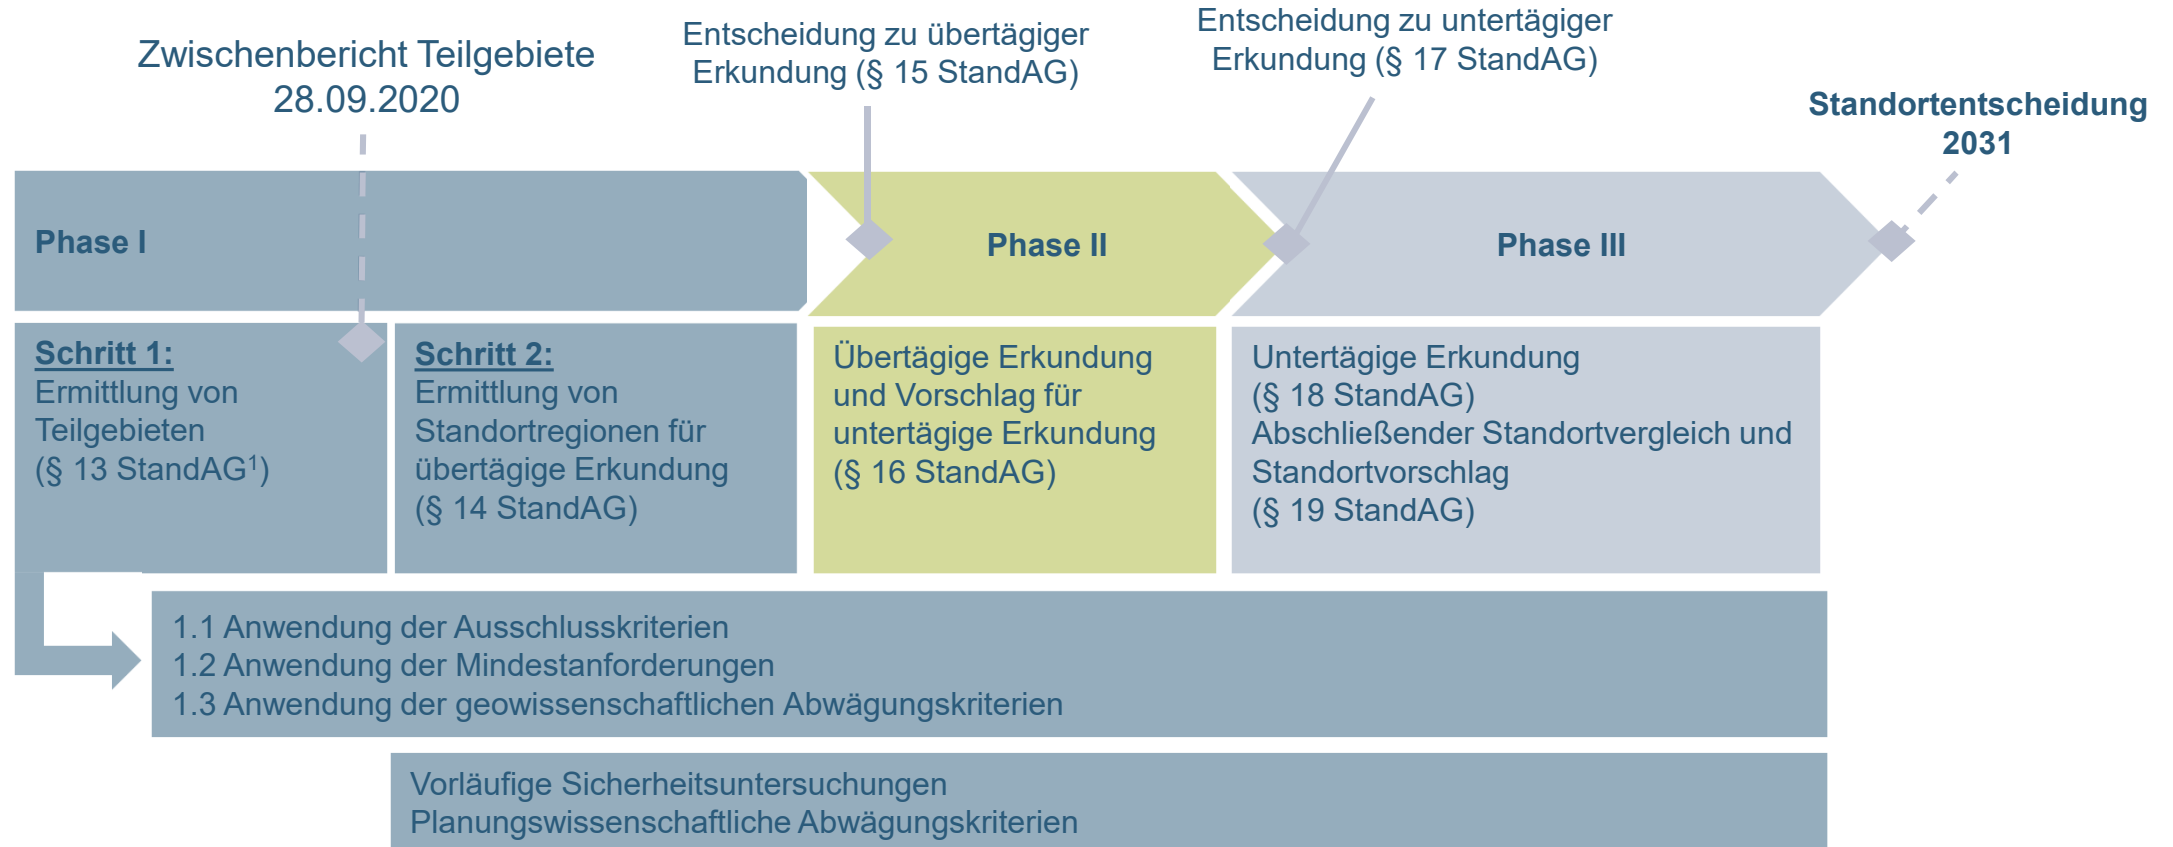 Zwischenbericht Teilgebiete
28.09.2020
Entscheidung zu übertägiger
Erkundung (§ 15 StandAG)
Entscheidung zu untertägiger
Erkundung (§ 17 StandAG)
Standortentscheidung
2031
Phase I
Phase II
Phase III
Schritt 1:
Ermittlung von
Teilgebieten
(§ 13 StandAG¹)
Schritt 2:
Ermittlung von
Standortregionen für
übertägige Erkundung
(§ 14 StandAG)
Übertägige Erkundung
und Vorschlag für
untertägige Erkundung
(§ 16 StandAG)
Untertägige Erkundung
(§ 18 StandAG)
Abschließender Standortvergleich und
Standortvorschlag
(§ 19 StandAG)
1.1 Anwendung der Ausschlusskriterien
1.2 Anwendung der Mindestanforderungen
1.3 Anwendung der geowissenschaftlichen Abwägungskriterien
Vorläufige Sicherheitsuntersuchungen
Planungswissenschaftliche Abwägungskriterien